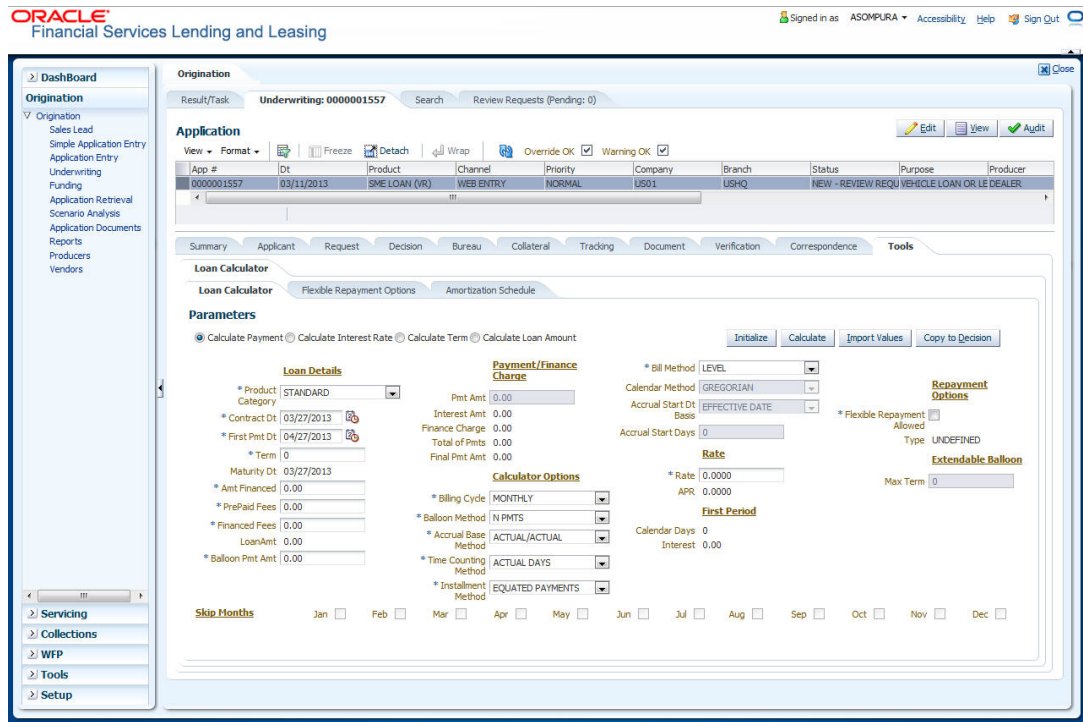 ORACLE
Financial Services Lending and Leasing
Signed in as ASOMPURA Accessibility Help Sign Out
Close
DashBoard
Origination
Origination
Sales Lead
Simple Application Entry
Application Entry
Underwriting
Funding
Application Retrieval
Scenario Analysis
Application Documents
Reports
Producers
Vendors
Servicing
Collections
WFP
Tools
Setup
Origination
Result/Task Underwriting: 0000001557 Search Review Requests (Pending: 0)
Application
Edit View Audit
View Format Freeze Detach Wrap Override OK Warning OK
App # Dt Product Channel Priority Company Branch Status Purpose Producer
0000001557 03/11/2013 SME LOAN (VR) WEB ENTRY NORMAL US01 USHQ NEW - REVIEW REQU VEHICLE LOAN OR LE DEALER
Summary Applicant Request Decision Bureau Collateral Tracking Document Verification Correspondence Tools
Loan Calculator
Loan Calculator Flexible Repayment Options Amortization Schedule
Parameters
Calculate Payment Calculate Interest Rate Calculate Term Calculate Loan Amount
Initialize Calculate Import Values Copy to Decision
Loan Details
* Product Category STANDARD
* Contract Dt 03/27/2013
* First Pmt Dt 04/27/2013
* Term 0
Maturity Dt 03/27/2013
* Amt Financed 0.00
* PrePaid Fees 0.00
* Financed Fees 0.00
LoanAmt 0.00
* Balloon Pmt Amt 0.00
Payment/Finance Charge
Pmt Amt 0.00
Interest Amt 0.00
Finance Charge 0.00
Total of Pmts 0.00
Final Pmt Amt 0.00
Calculator Options
* Billing Cycle MONTHLY
* Balloon Method N PMTS
* Accrual Base Method ACTUAL/ACTUAL
* Time Counting Method ACTUAL DAYS
* Installment Method EQUATED PAYMENTS
* Bill Method LEVEL
Calendar Method GREGORIAN
Accrual Start Dt Basis EFFECTIVE DATE
Accrual Start Days 0
Rate
* Rate 0.0000
APR 0.0000
First Period
Calendar Days 0
Interest 0.00
Repayment Options
* Flexible Repayment Allowed
Type UNDEFINED
Extendable Balloon
Max Term 0
Skip Months Jan Feb Mar Apr May Jun Jul Aug Sep Oct Nov Dec